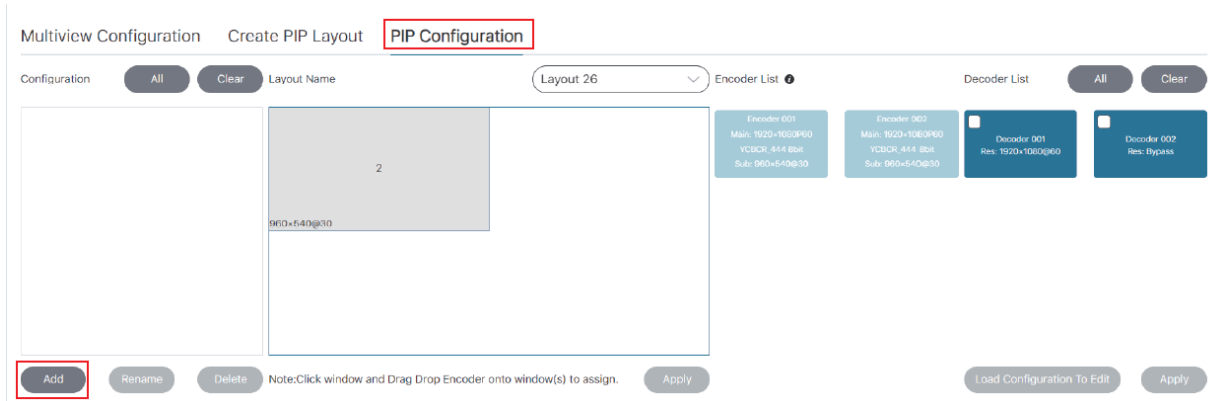 Multiview Configuration Create PIP Layout PIP Configuration
Configuration All Clear Layout Name Layout 26 Encoder List Decoder List All Clear
Encoder 001
Main: 1920×1080P60
YCBCR_444 8bit
Sub: 960×540@30
Encoder 002
Main: 1920×1080P60
YCBCR_444 8bit
Sub: 960×540@30
Decoder 001
Res: 1920×1080@60
Decoder 002
Res: Bypass
2
960×540@30
Add Rename Delete Note:Click window and Drag Drop Encoder onto window(s) to assign. Apply Load Configuration To Edit Apply